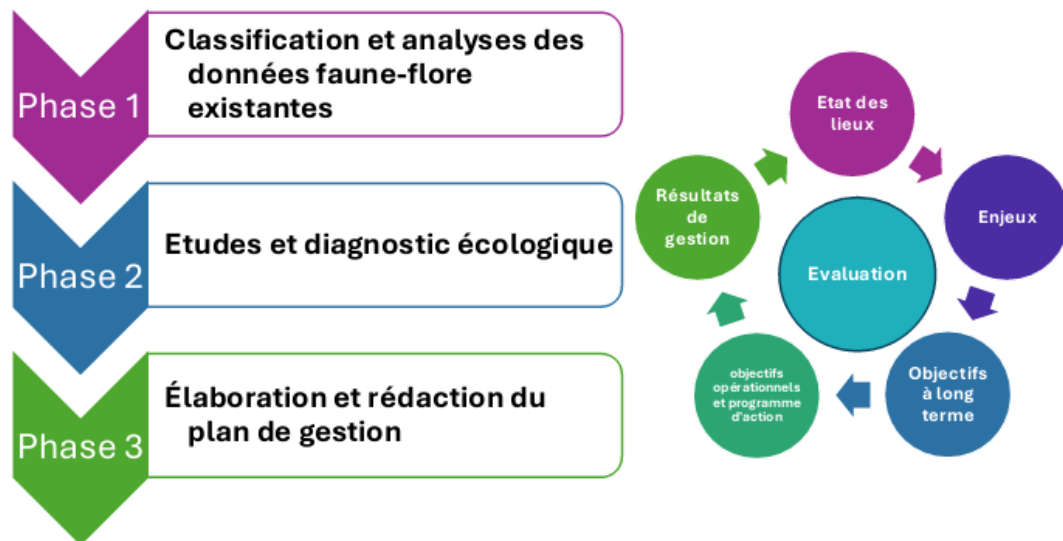 Phase 1
Classification et analyses des
données faune-flore
existantes
Phase 2
Etudes et diagnostic écologique
Phase 3
Élaboration et rédaction du
plan de gestion
Etat des
lieux
Enjeux
Objectifs
à long
terme
objectifs
opérationnels
et programme
d'action
Résultats
de
gestion
Evaluation